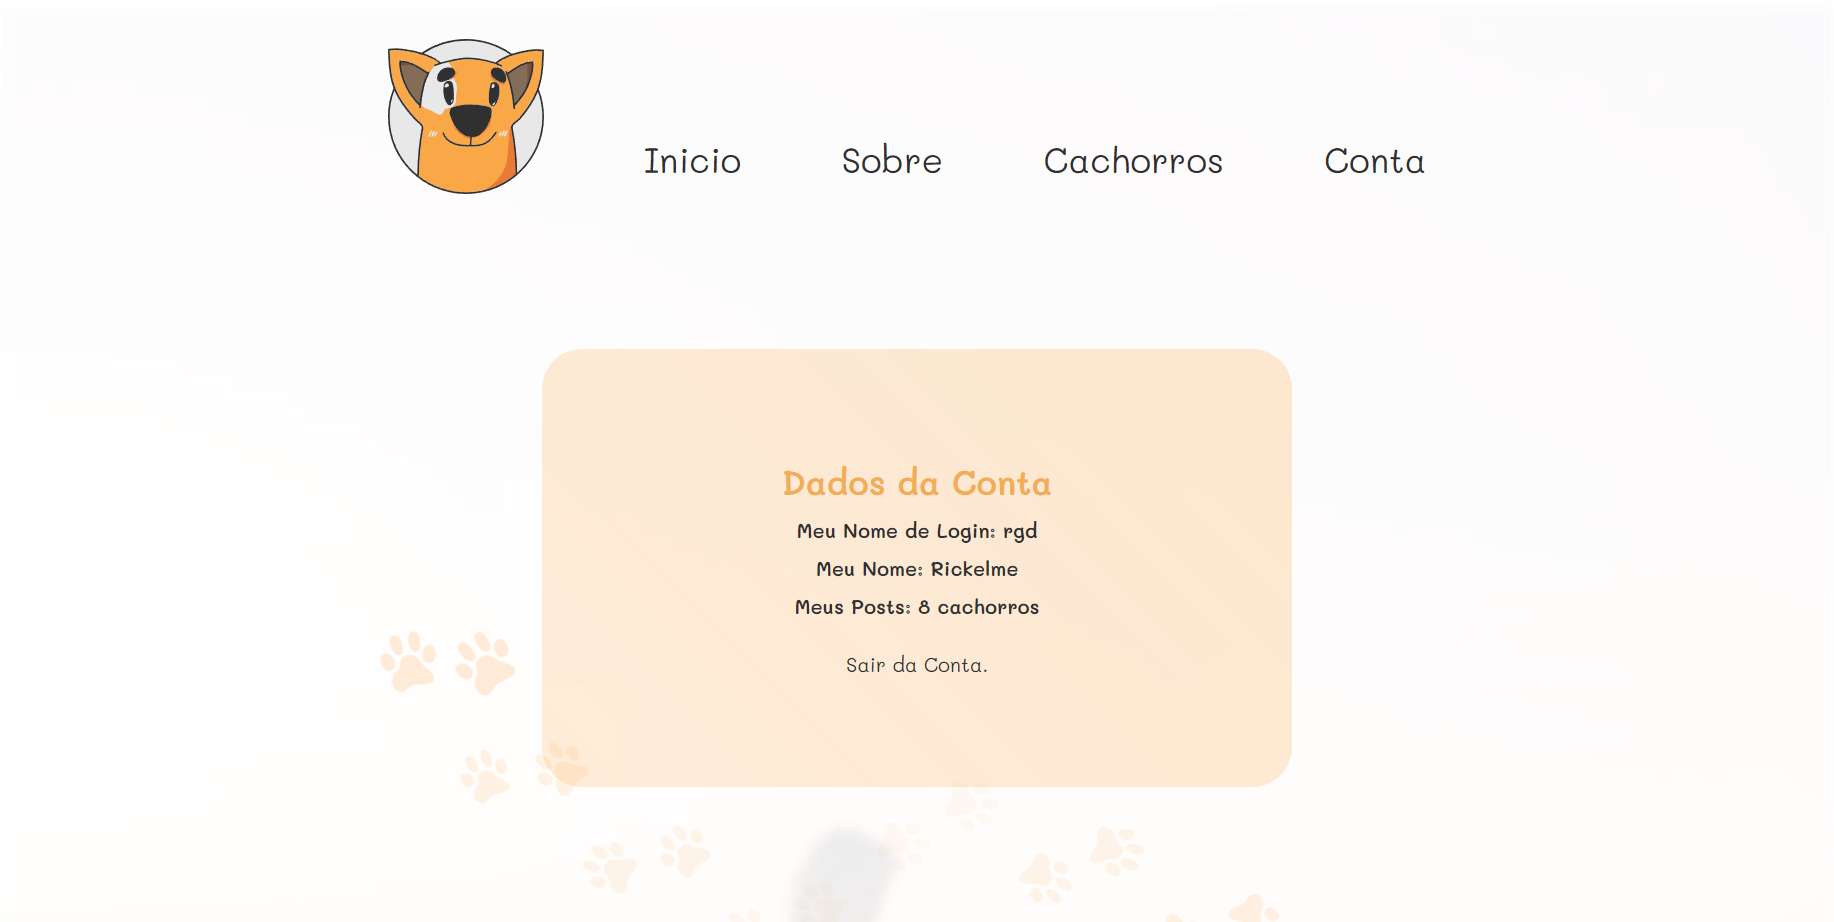 Inicio Sobre Cachorros Conta
Dados da Conta
Meu Nome de Login: rgd
Meu Nome: Rickelme
Meus Posts: 8 cachorros
Sair da Conta.